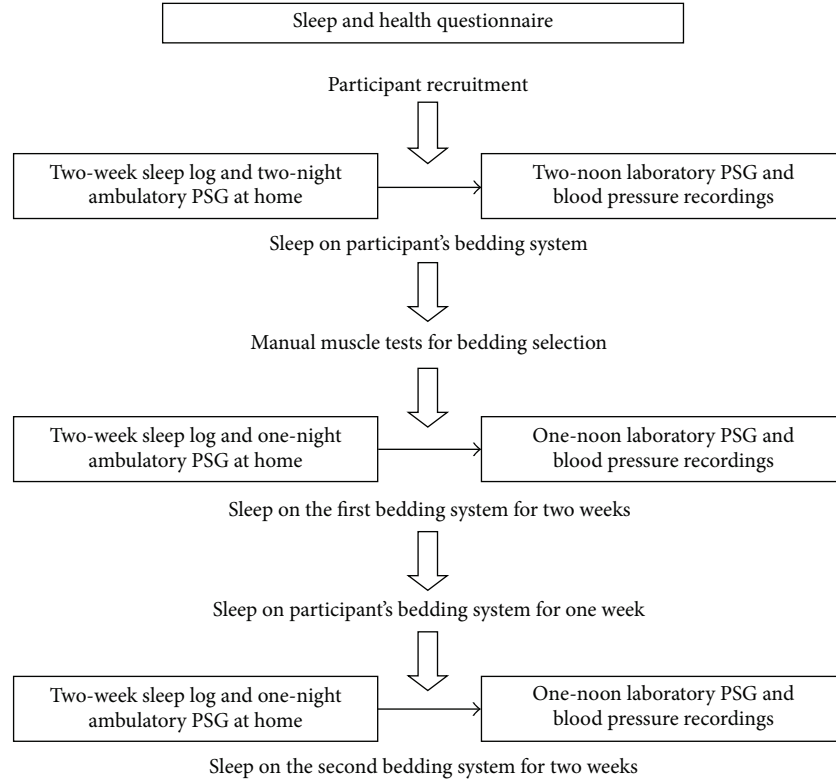 Sleep and health questionnaire
Participant recruitment
Two-week sleep log and two-night
ambulatory PSG at home
Two-noon laboratory PSG and
blood pressure recordings
Sleep on participant's bedding system
Manual muscle tests for bedding selection
Two-week sleep log and one-night
ambulatory PSG at home
One-noon laboratory PSG and
blood pressure recordings
Sleep on the first bedding system for two weeks
Sleep on participant's bedding system for one week
Two-week sleep log and one-night
ambulatory PSG at home
One-noon laboratory PSG and
blood pressure recordings
Sleep on the second bedding system for two weeks